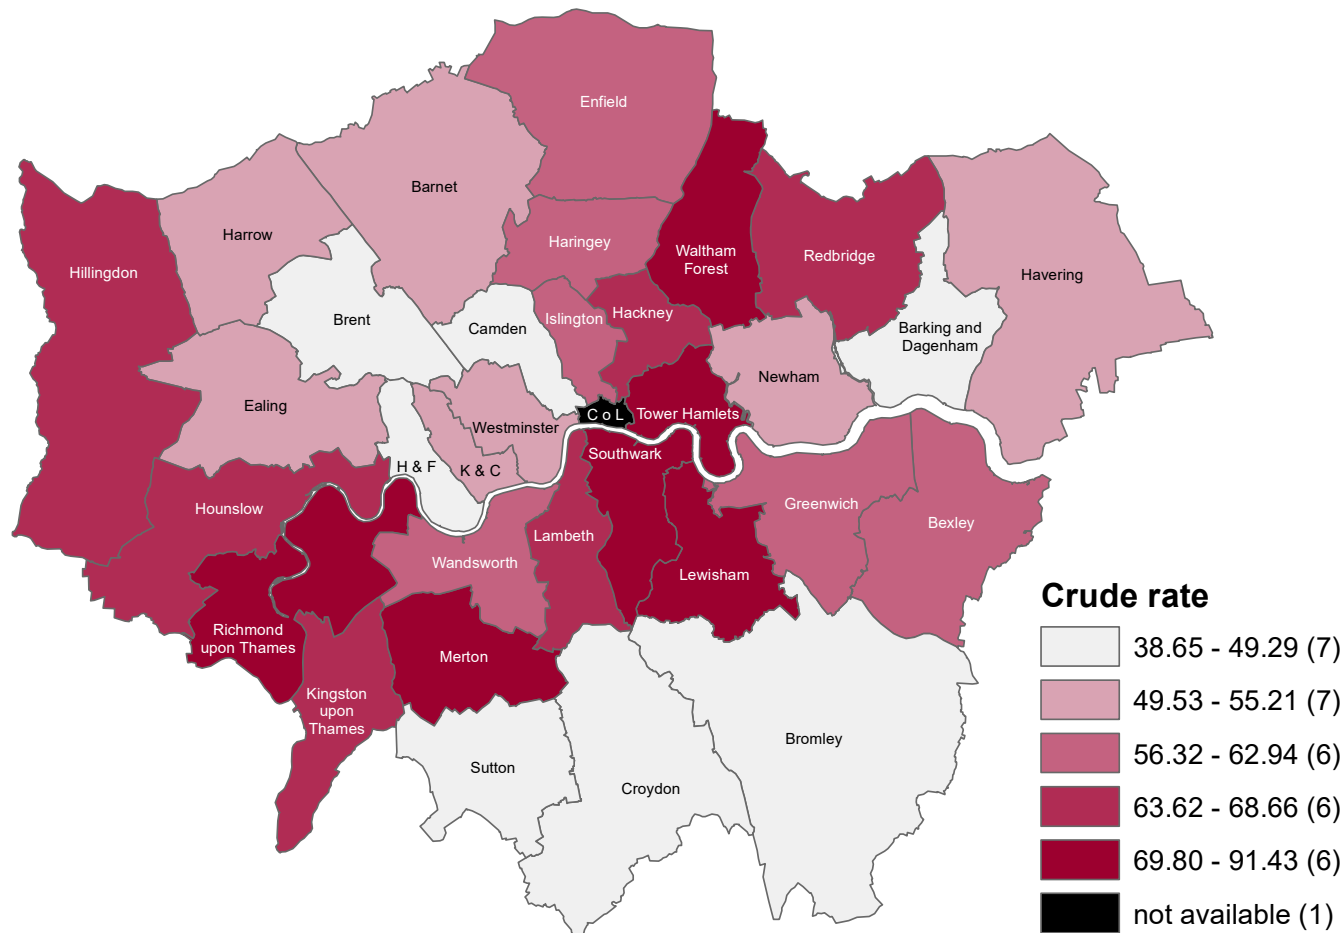 Enfield
Barnet
Harrow
Haringey
Waltham
Forest
Redbridge
Hillingdon
Havering
Brent
Camden
Islington
Hackney
Barking and
Dagenham
Newham
Ealing
Westminster
C o L
Tower Hamlets
H & F
K & C
Southwark
Hounslow
Greenwich
Bexley
Lambeth
Wandsworth
Lewisham
Richmond
upon Thames
Merton
Kingston
upon
Thames
Sutton
Croydon
Bromley
Crude rate
38.65 - 49.29 (7)
49.53 - 55.21 (7)
56.32 - 62.94 (6)
63.62 - 68.66 (6)
69.80 - 91.43 (6)
not available (1)